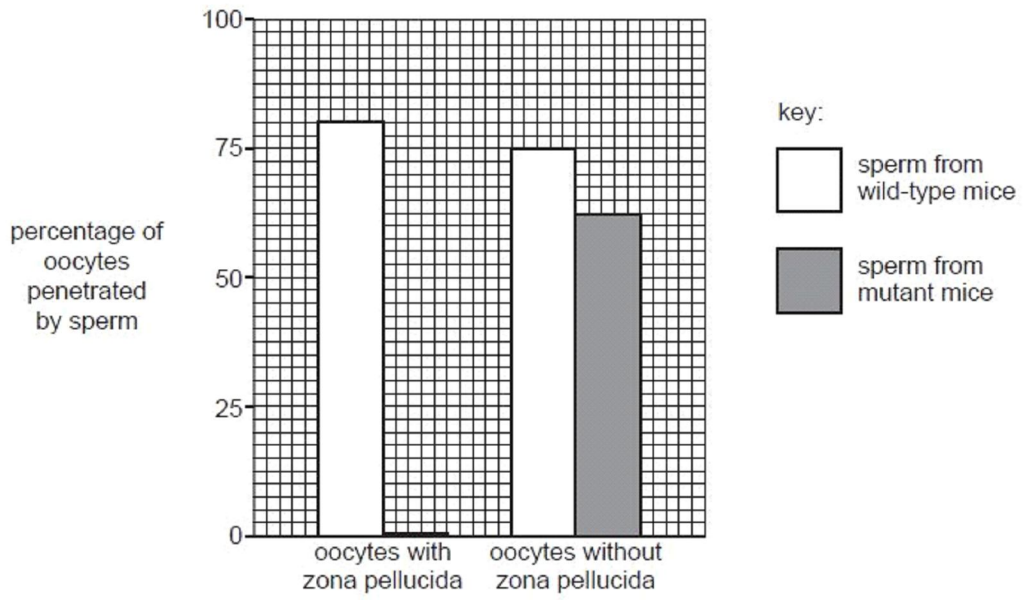 100
75
50
25
0
percentage of
oocytes
penetrated
by sperm
oocytes with
zona pellucida
oocytes without
zona pellucida
key:
sperm from
wild-type mice
sperm from
mutant mice